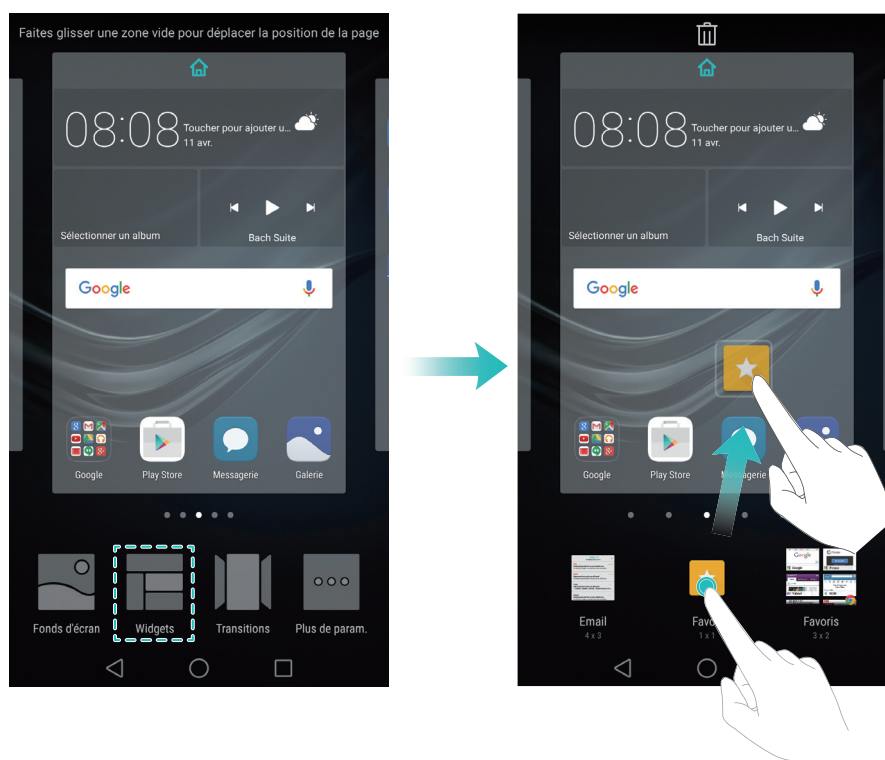 Faites glisser une zone vide pour déplacer la position de la page
08:08
Toucher pour ajouter u...
11 avr.
Sélectionner un album
Bach Suite
Google
Google
Play Store
Messagerie
Galerie
Fonds d'écran
Widgets
Transitions
Plus de param.
08:08
Toucher pour ajouter u...
11 avr.
Sélectionner un album
Bach Suite
Google
Google
Play Store
Messagerie
Email
4 x 3
Favo
1 x 1
Favoris
3 x 2